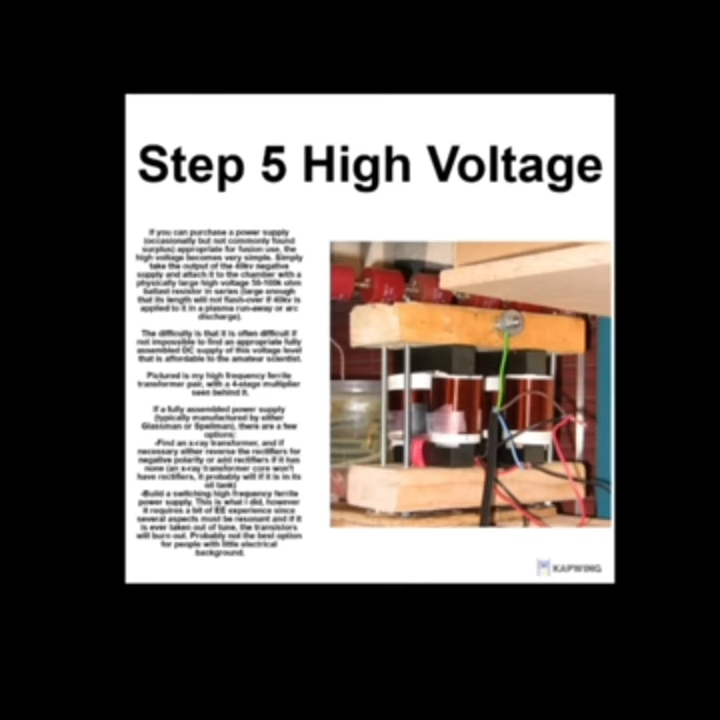 Step 5 High Voltage
If you can purchase a power supply
(occasionally but not commonly found
surplus) appropriate for fusion use, the
high voltage becomes very simple. Simply
take the output of the 40kv negative
supply and attach it to the chamber with a
physically large high voltage 50-100k ohm
ballast resistor in series (large enough
that its length will not flash-over if 40kv is
applied to it in a plasma run-away or arc
discharge).
The difficulty is that it is often difficult if
not impossible to find an appropriate fully
assembled DC supply of this voltage level
that is affordable to the amateur scientist.
Pictured is my high frequency ferrite
transformer pair, with a 4-stage multiplier
seen behind it.
If a fully assembled power supply
(typically manufactured by either
Glassman or Spellman), there are a few
options:
-Find an x-ray transformer, and if
necessary either reverse the rectifiers for
negative polarity or add rectifiers if it has
none (an x-ray transformer core won't
have rectifiers, it probably will if it is in its
oil tank)
-Build a switching high frequency ferrite
power supply. This is what I did, however
it requires a bit of EE experience since
several aspects must be resonant and if it
is ever taken out of tune, the transistors
will burn out. Probably not the best option
for people with little electrical
background.
KAPWING